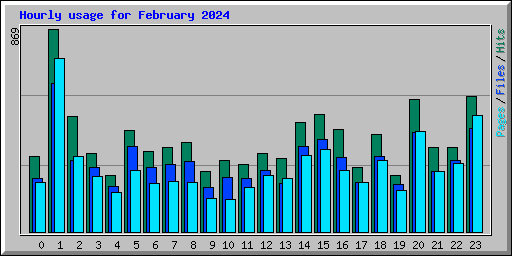 Hourly usage for February 2024
869
Pages/Files/Hits
0 1 2 3 4 5 6 7 8 9 10 11 12 13 14 15 16 17 18 19 20 21 22 23